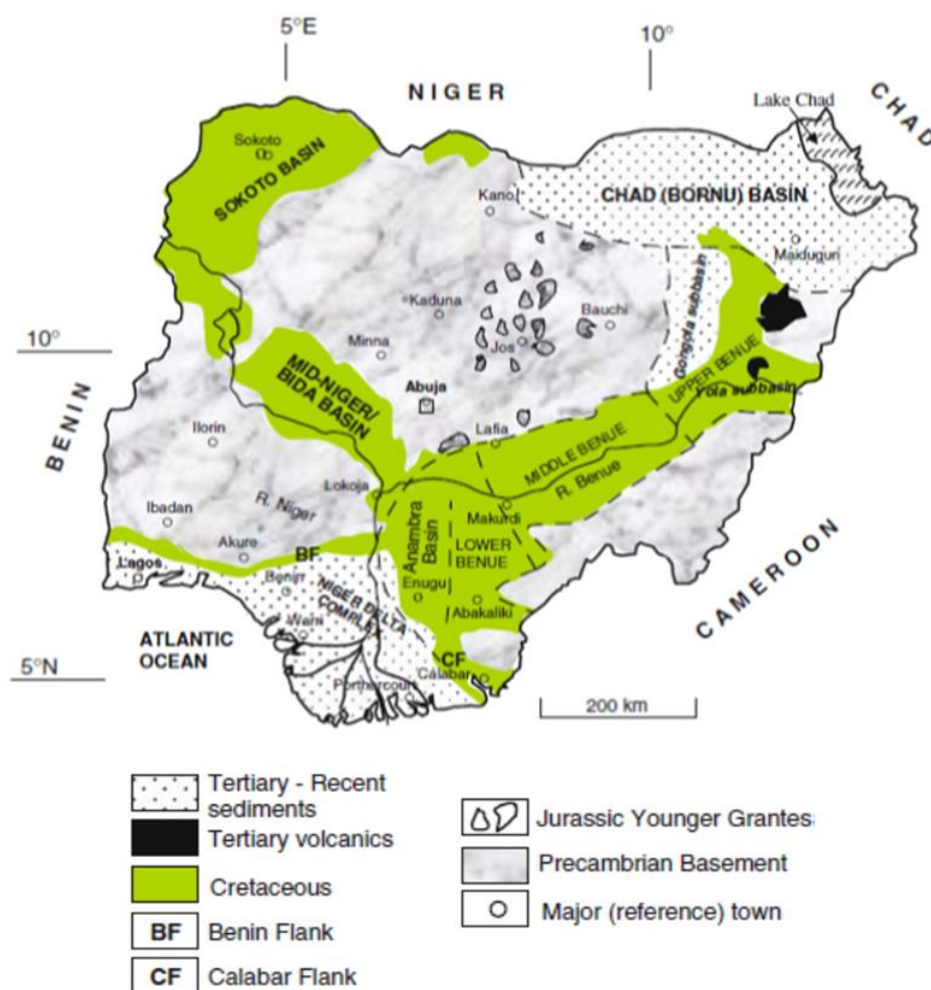 5°E
10°
NIGER
CHAD
Lake Chad
Sokoto
SOKOTO BASIN
Kano
CHAD (BORNU) BASIN
Maiduguri
Kaduna
Bauchi
Gongola subbasin
10°
Minna
Jos
UPPER BENUE
Yola subbasin
MID-NIGER/
BIDA BASIN
Abuja
BENIN
Ilorin
Lafia
MIDDLE BENUE
R. Benue
Lokoja
R. Niger
Ibadan
Makurdi
Anambra
Basin
LOWER
BENUE
Akure
BF
CAMEROON
Lagos
Benin
Enugu
Abakaliki
NIGER DELTA
COMPLEX
Warri
ATLANTIC
OCEAN
CF
5°N
Calabar
Portharcourt
200 km
Tertiary - Recent
sediments
Tertiary volcanics
Cretaceous
BF Benin Flank
CF Calabar Flank
Jurassic Younger Grantes
Precambrian Basement
Major (reference) town